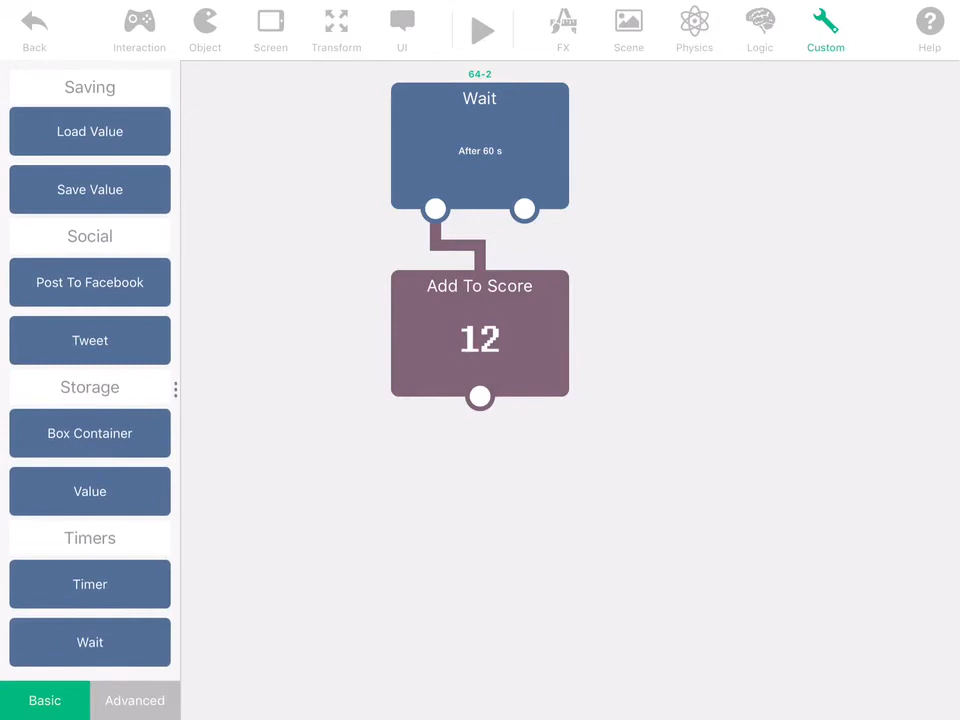 Back
Interaction
Object
Screen
Transform
UI
FX
Scene
Physics
Logic
Custom
Help
Saving
Load Value
Save Value
Social
Post To Facebook
Tweet
Storage
Box Container
Value
Timers
Timer
Wait
Basic
Advanced
64-2
Wait
After 60 s
Add To Score
12